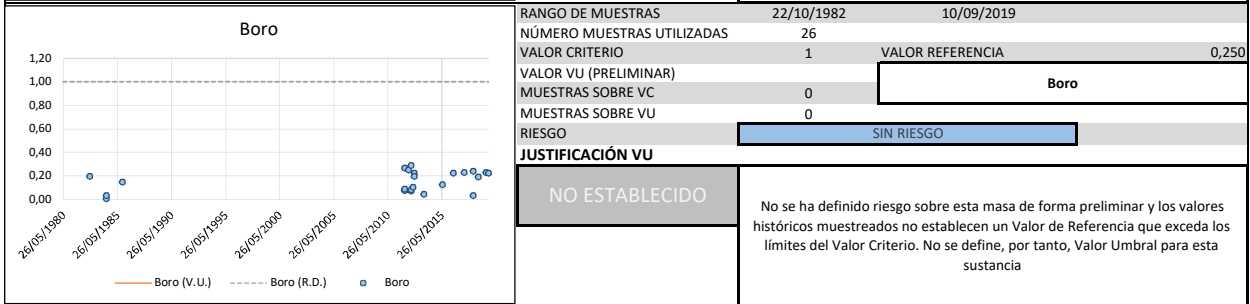 Boro
1,20
1,00
0,80
0,60
0,40
0,20
0,00
26/05/1980
26/05/1985
26/05/1990
26/05/1995
26/05/2000
26/05/2005
26/05/2010
26/05/2015
Boro (V.U.) Boro (R.D.) Boro
RANGO DE MUESTRAS 22/10/1982 10/09/2019
NÚMERO MUESTRAS UTILIZADAS 26
VALOR CRITERIO 1 VALOR REFERENCIA 0,250
VALOR VU (PRELIMINAR)
Boro
MUESTRAS SOBRE VC 0
MUESTRAS SOBRE VU 0
RIESGO SIN RIESGO
JUSTIFICACIÓN VU
NO ESTABLECIDO
No se ha definido riesgo sobre esta masa de forma preliminar y los valores
históricos muestreados no establecen un Valor de Referencia que exceda los
límites del Valor Criterio. No se define, por tanto, Valor Umbral para esta
sustancia